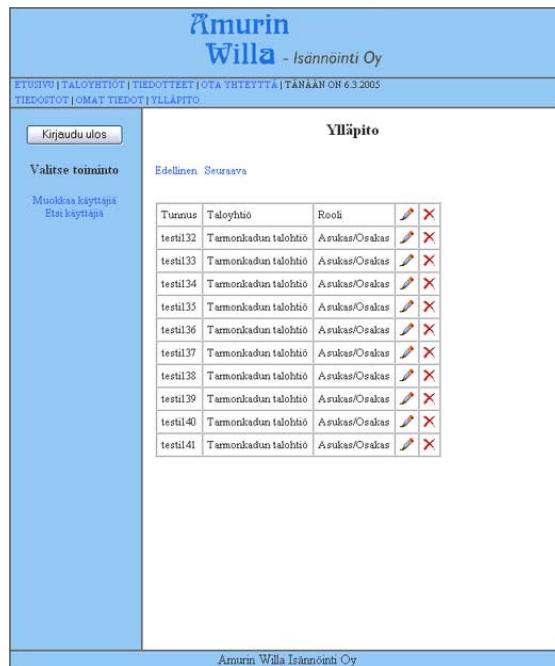 Amurin
Willa - Isännöinti Oy
ETUSIVU | TALOYHTIÖT | TIEDOTTEET | OTA YHTEYTTÄ | TÄNÄÄN ON 6.3.2005
TIEDOSTOT | OMAT TIEDOT | YLLÄPITO
Kirjaudu ulos
Valitse toiminto
Muokkaa käyttäjiä
Etsi käyttäjiä
Ylläpito
Edellinen Seuraava
Tunnus Taloyhtiö Rooli
testi132 Tarmonkadun talohtiö Asukas/Osakas
testi133 Tarmonkadun talohtiö Asukas/Osakas
testi134 Tarmonkadun talohtiö Asukas/Osakas
testi135 Tarmonkadun talohtiö Asukas/Osakas
testi136 Tarmonkadun talohtiö Asukas/Osakas
testi137 Tarmonkadun talohtiö Asukas/Osakas
testi138 Tarmonkadun talohtiö Asukas/Osakas
testi139 Tarmonkadun talohtiö Asukas/Osakas
testi140 Tarmonkadun talohtiö Asukas/Osakas
testi141 Tarmonkadun talohtiö Asukas/Osakas
Amurin Willa Isännöinti Oy